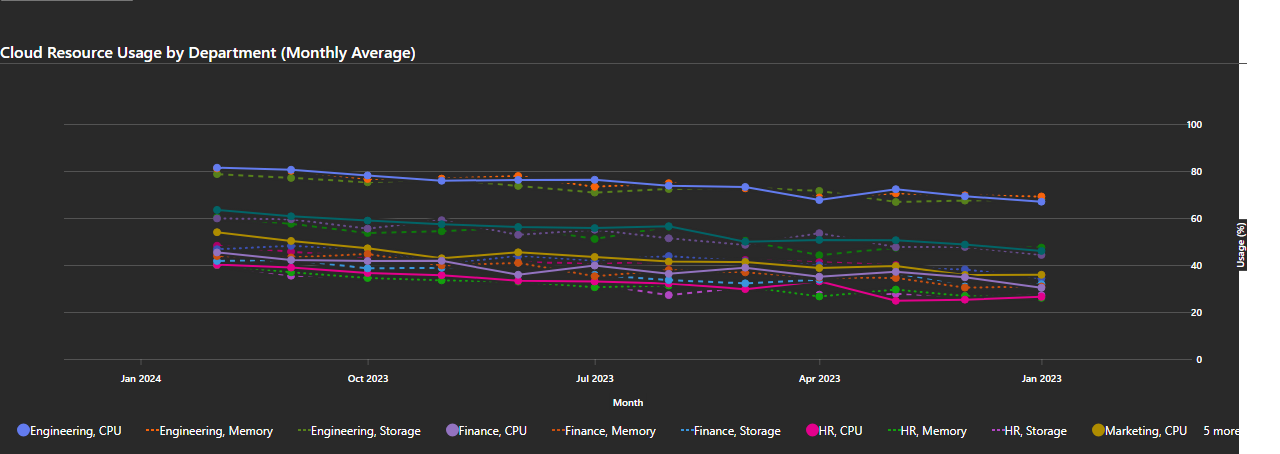 Cloud Resource Usage by Department (Monthly Average)
100
80
60
40
20
0
Usage (%)
Jan 2024 Oct 2023 Jul 2023 Apr 2023 Jan 2023
Month
Engineering, CPU Engineering, Memory Engineering, Storage Finance, CPU Finance, Memory Finance, Storage HR, CPU HR, Memory HR, Storage Marketing, CPU 5 more